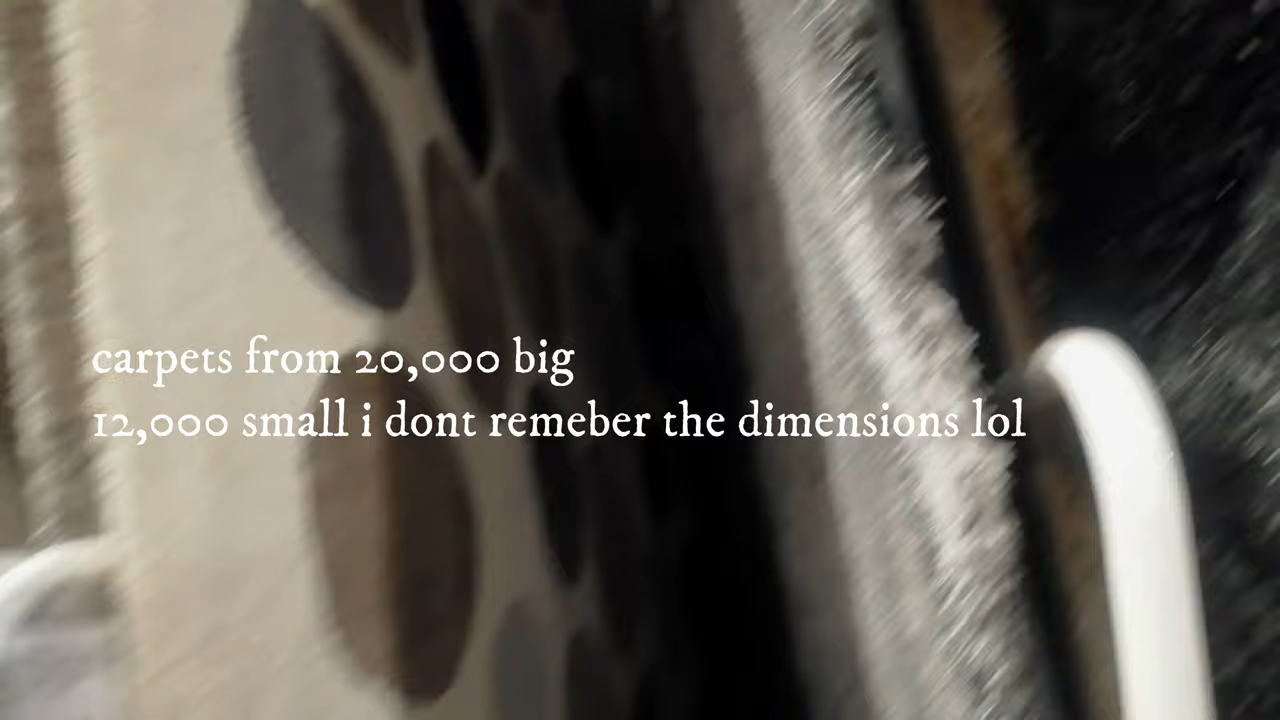 carpets from 20,000 big
12,000 small i dont remeber the dimensions lol